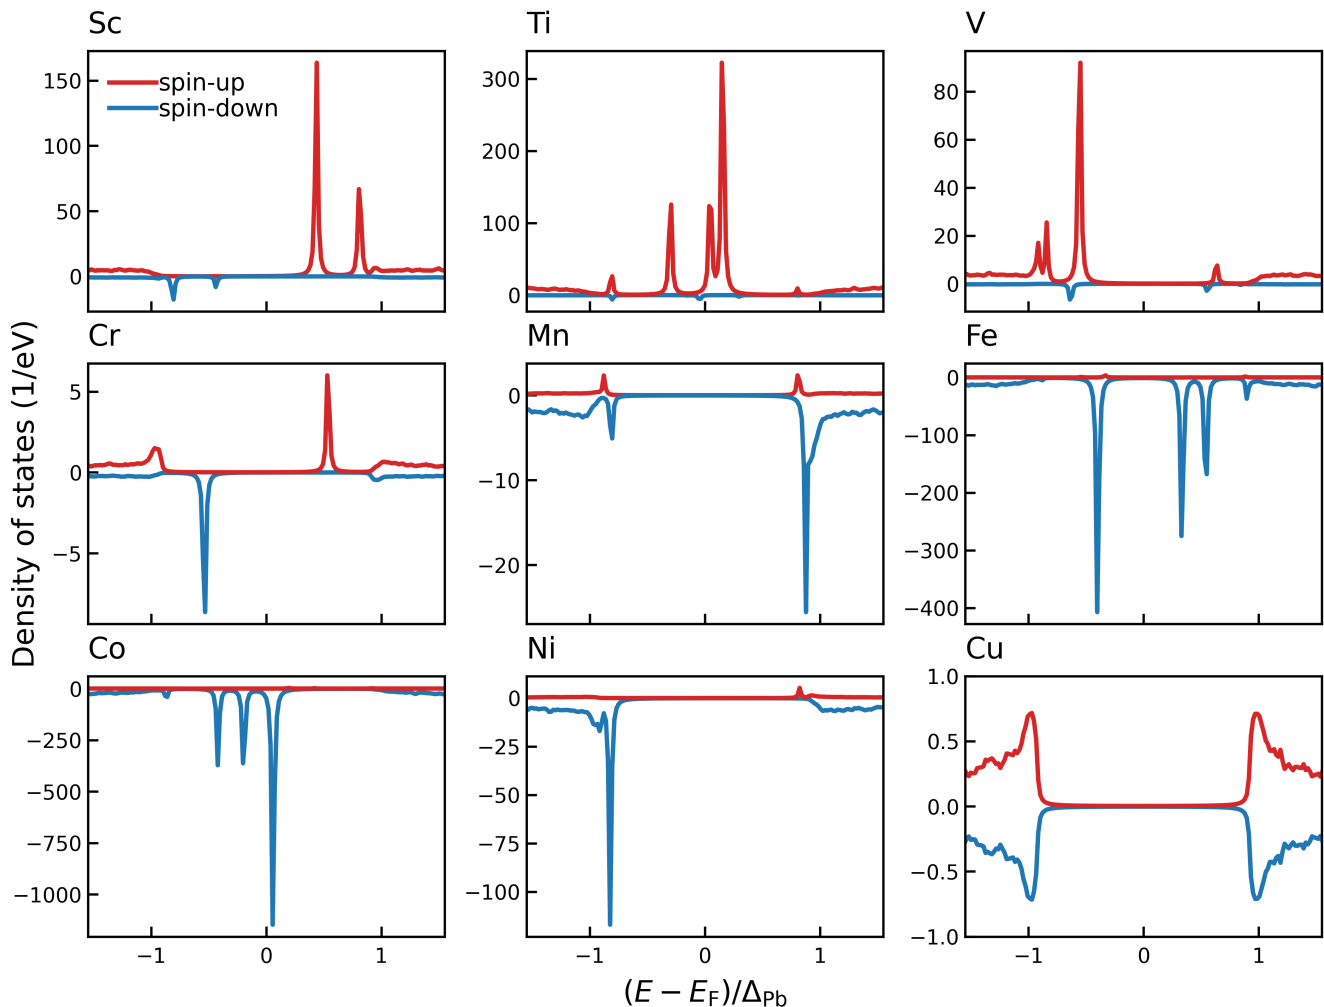 Sc
Ti
V
spin-up
spin-down
150
100
50
0
300
200
100
0
80
60
40
20
0
Cr
Mn
Fe
5
0
−5
0
−10
−20
0
−100
−200
−300
−400
Co
Ni
Cu
0
−250
−500
−750
−1000
0
−25
−50
−75
−100
1.0
0.5
0.0
−0.5
−1.0
−1 0 1
−1 0 1
−1 0 1
Density of states (1/eV)
(E − E_F)/Δ_Pb